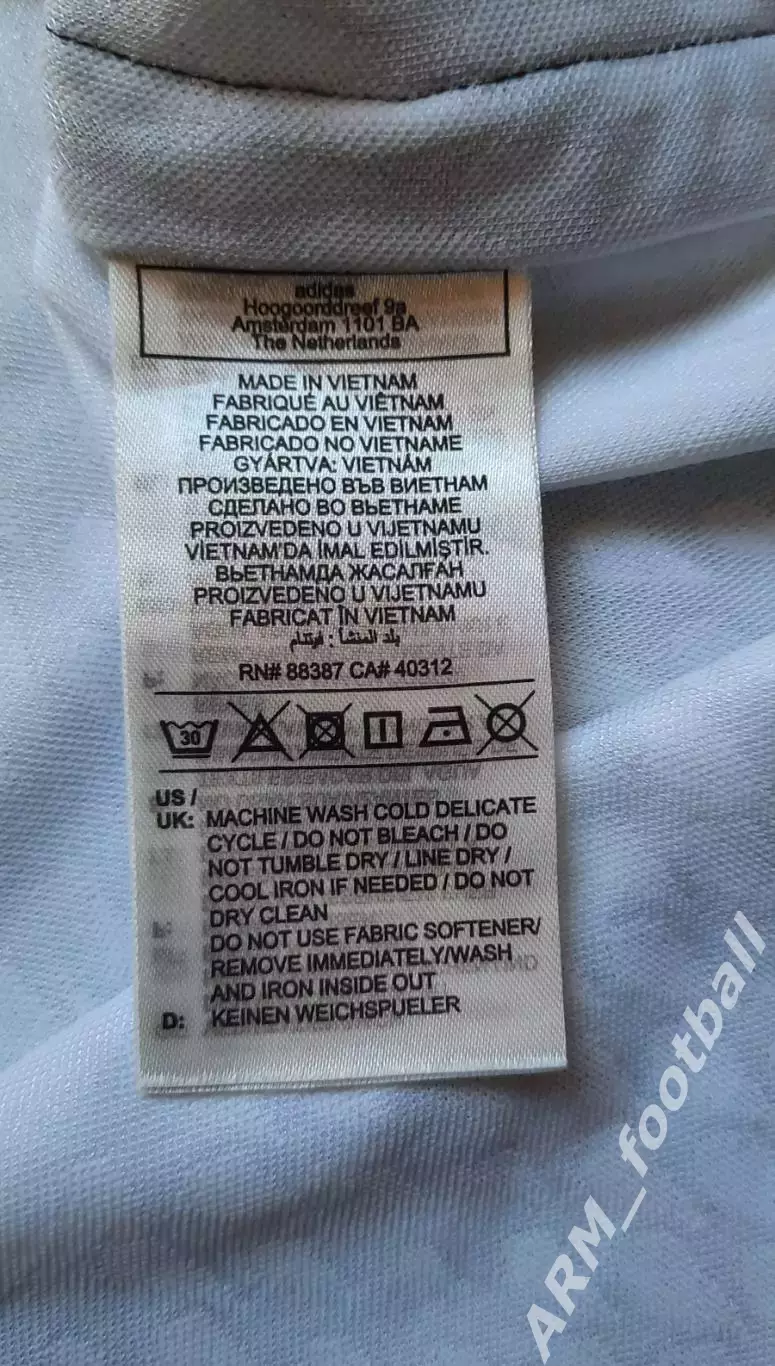 adidas
Hoogoorddreef 9a
Amsterdam 1101 BA
The Netherlands
MADE IN VIETNAM
FABRIQUÉ AU VIÊTNAM
FABRICADO EN VIETNAM
FABRICADO NO VIETNAME
GYÁRTVA: VIETNÁM
ПРОИЗВЕДЕНО ВЪВ ВИЕТНАМ
СДЕЛАНО ВО ВЬЕТНАМЕ
PROIZVEDENO U VIJETNAMU
VIETNAM'DA İMAL EDİLMİŞTİR.
ВЬЕТНАМДА ЖАСАЛҒАН
PROIZVEDENO U VIJETNAMU
FABRICAT ÎN VIETNAM
بلد المنشأ : فيتنام
RN# 88387 CA# 40312
30
US /
UK: MACHINE WASH COLD DELICATE
CYCLE / DO NOT BLEACH / DO
NOT TUMBLE DRY / LINE DRY /
COOL IRON IF NEEDED / DO NOT
DRY CLEAN
DO NOT USE FABRIC SOFTENER/
REMOVE IMMEDIATELY/WASH
AND IRON INSIDE OUT
D: KEINEN WEICHSPUELER
ARM_football